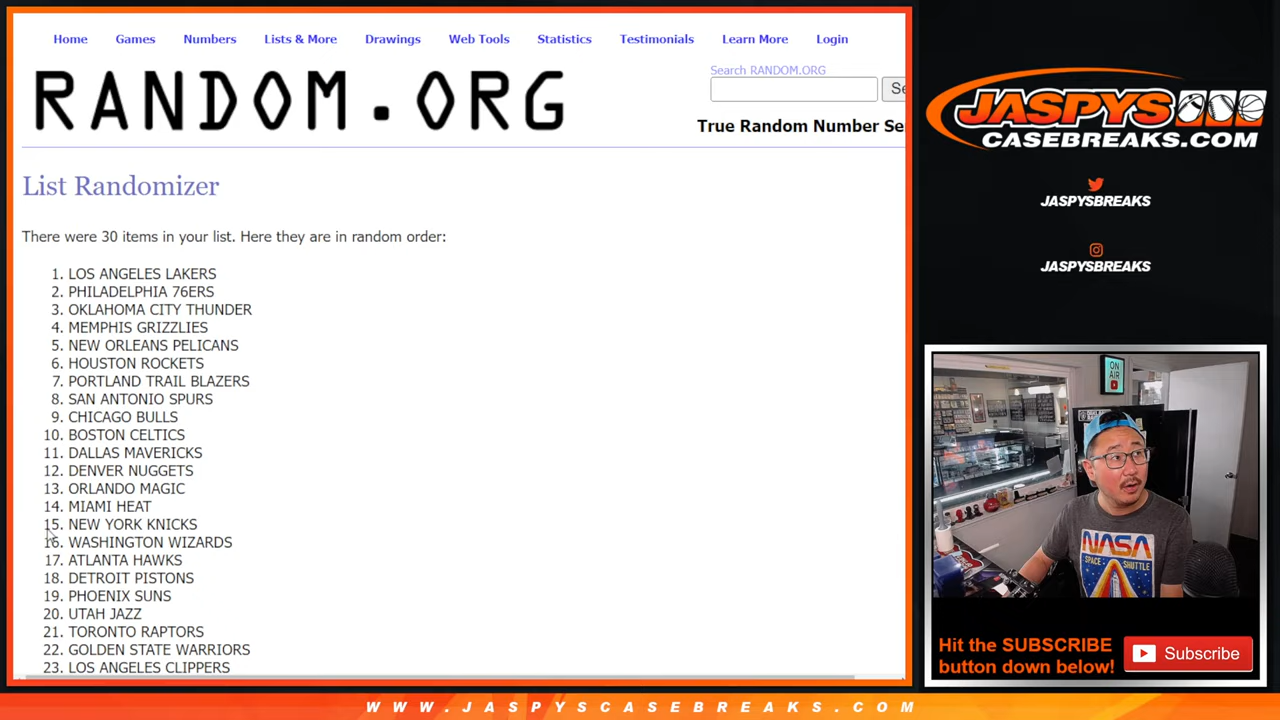 Home Games Numbers Lists & More Drawings Web Tools Statistics Testimonials Learn More Login
RANDOM.ORG
Search RANDOM.ORG
Se
True Random Number Se
List Randomizer
There were 30 items in your list. Here they are in random order:
1. LOS ANGELES LAKERS
2. PHILADELPHIA 76ERS
3. OKLAHOMA CITY THUNDER
4. MEMPHIS GRIZZLIES
5. NEW ORLEANS PELICANS
6. HOUSTON ROCKETS
7. PORTLAND TRAIL BLAZERS
8. SAN ANTONIO SPURS
9. CHICAGO BULLS
10. BOSTON CELTICS
11. DALLAS MAVERICKS
12. DENVER NUGGETS
13. ORLANDO MAGIC
14. MIAMI HEAT
15. NEW YORK KNICKS
16. WASHINGTON WIZARDS
17. ATLANTA HAWKS
18. DETROIT PISTONS
19. PHOENIX SUNS
20. UTAH JAZZ
21. TORONTO RAPTORS
22. GOLDEN STATE WARRIORS
23. LOS ANGELES CLIPPERS
JASPYS
CASEBREAKS.COM
JASPYSBREAKS
JASPYSBREAKS
ON
AIR
NASA
SPACE SHUTTLE
Hit the SUBSCRIBE
button down below!
Subscribe
WWW.JASPYSCASEBREAKS.COM